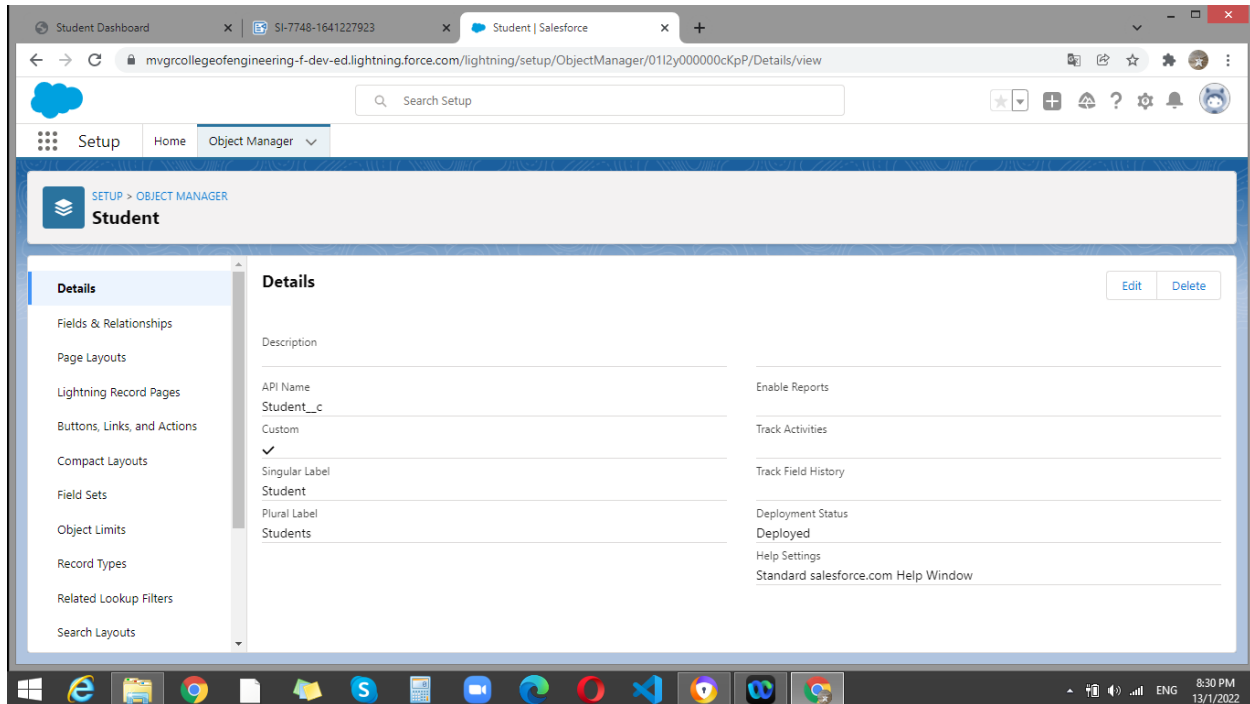 Student Dashboard
SI-7748-1641227923
Student | Salesforce
mvgrcollegeofengineering-f-dev-ed.lightning.force.com/lightning/setup/ObjectManager/01I2y000000cKpP/Details/view
Search Setup
Setup
Home
Object Manager
SETUP > OBJECT MANAGER
Student
Details
Fields & Relationships
Page Layouts
Lightning Record Pages
Buttons, Links, and Actions
Compact Layouts
Field Sets
Object Limits
Record Types
Related Lookup Filters
Search Layouts
Details
Edit
Delete
Description
API Name
Student__c
Custom
Singular Label
Student
Plural Label
Students
Enable Reports
Track Activities
Track Field History
Deployment Status
Deployed
Help Settings
Standard salesforce.com Help Window
ENG
8:30 PM
13/1/2022